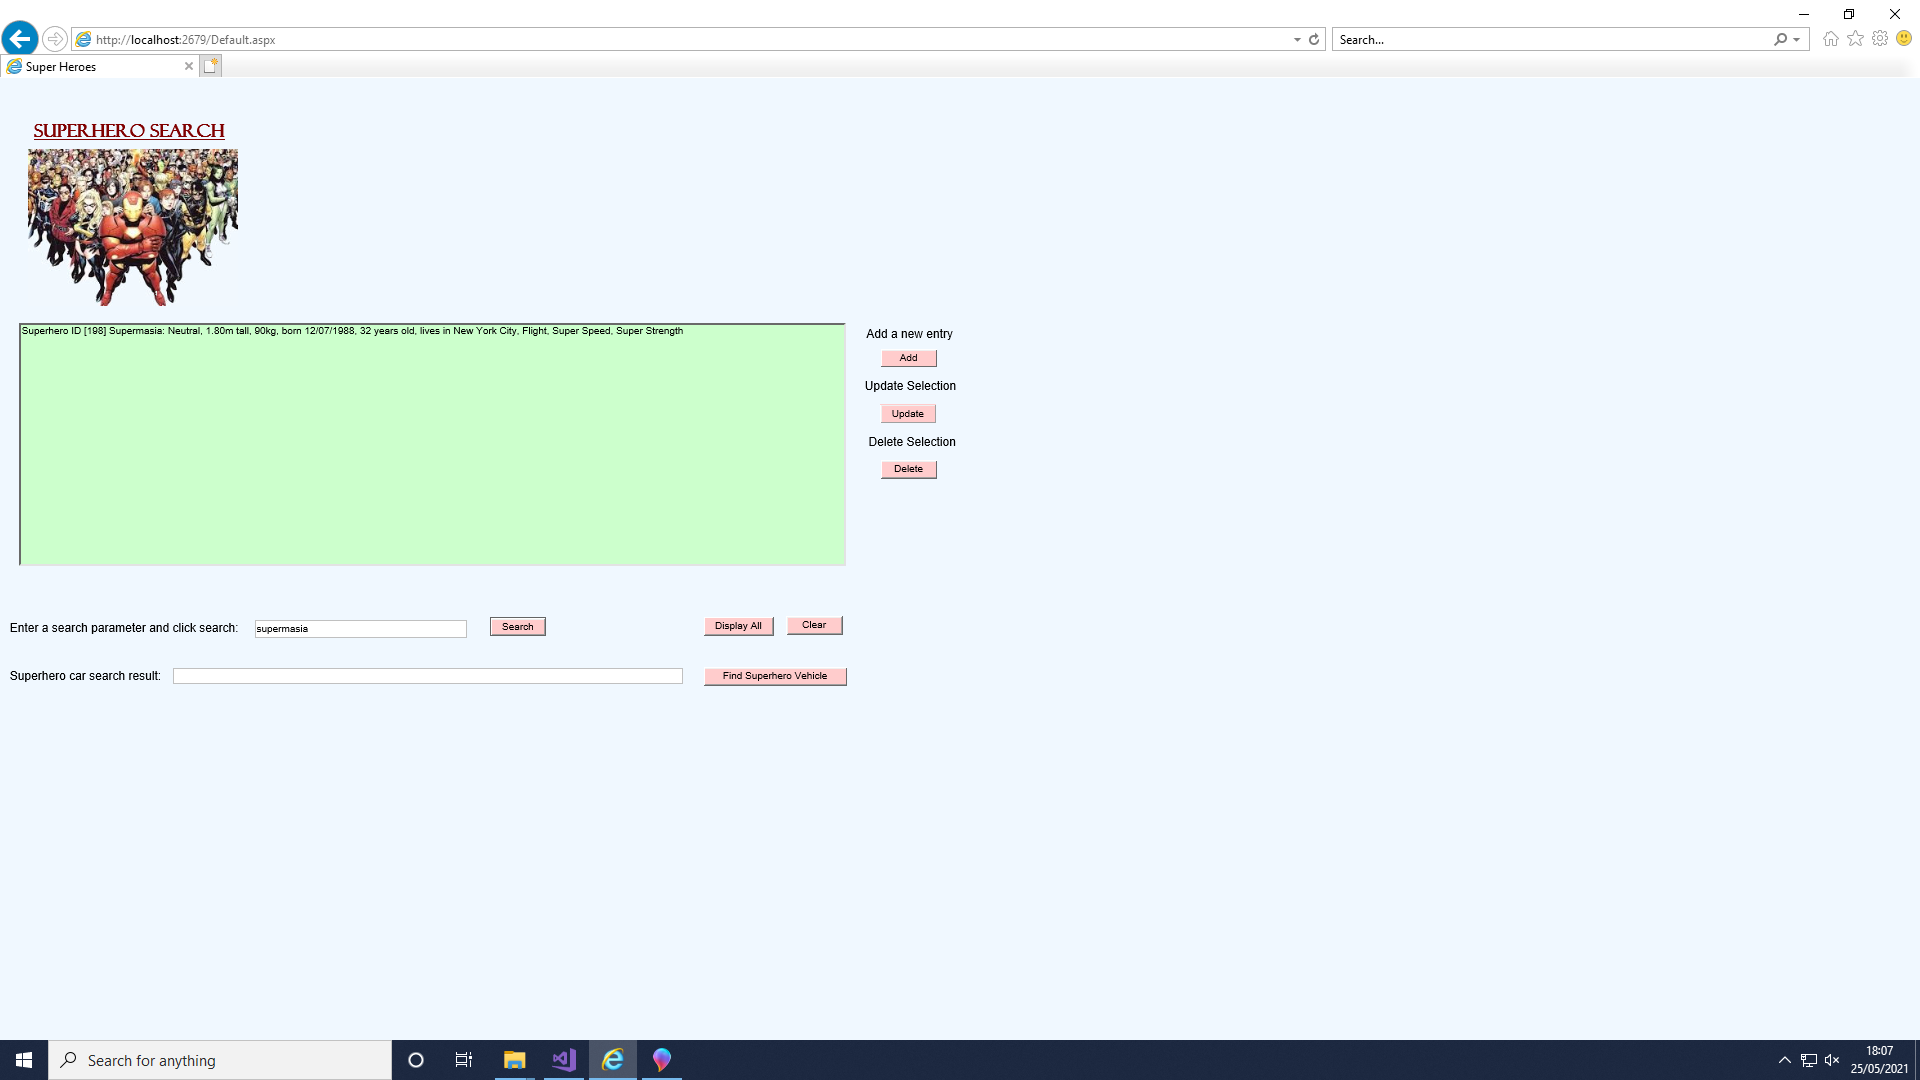 http://localhost:2679/Default.aspx
Search...
Super Heroes
SUPERHERO SEARCH
Superhero ID [198] Supermasia: Neutral, 1.80m tall, 90kg, born 12/07/1988, 32 years old, lives in New York City, Flight, Super Speed, Super Strength
Add a new entry
Add
Update Selection
Update
Delete Selection
Delete
Enter a search parameter and click search:
supermasia
Search
Display All
Clear
Superhero car search result:
Find Superhero Vehicle
Search for anything
18:07
25/05/2021